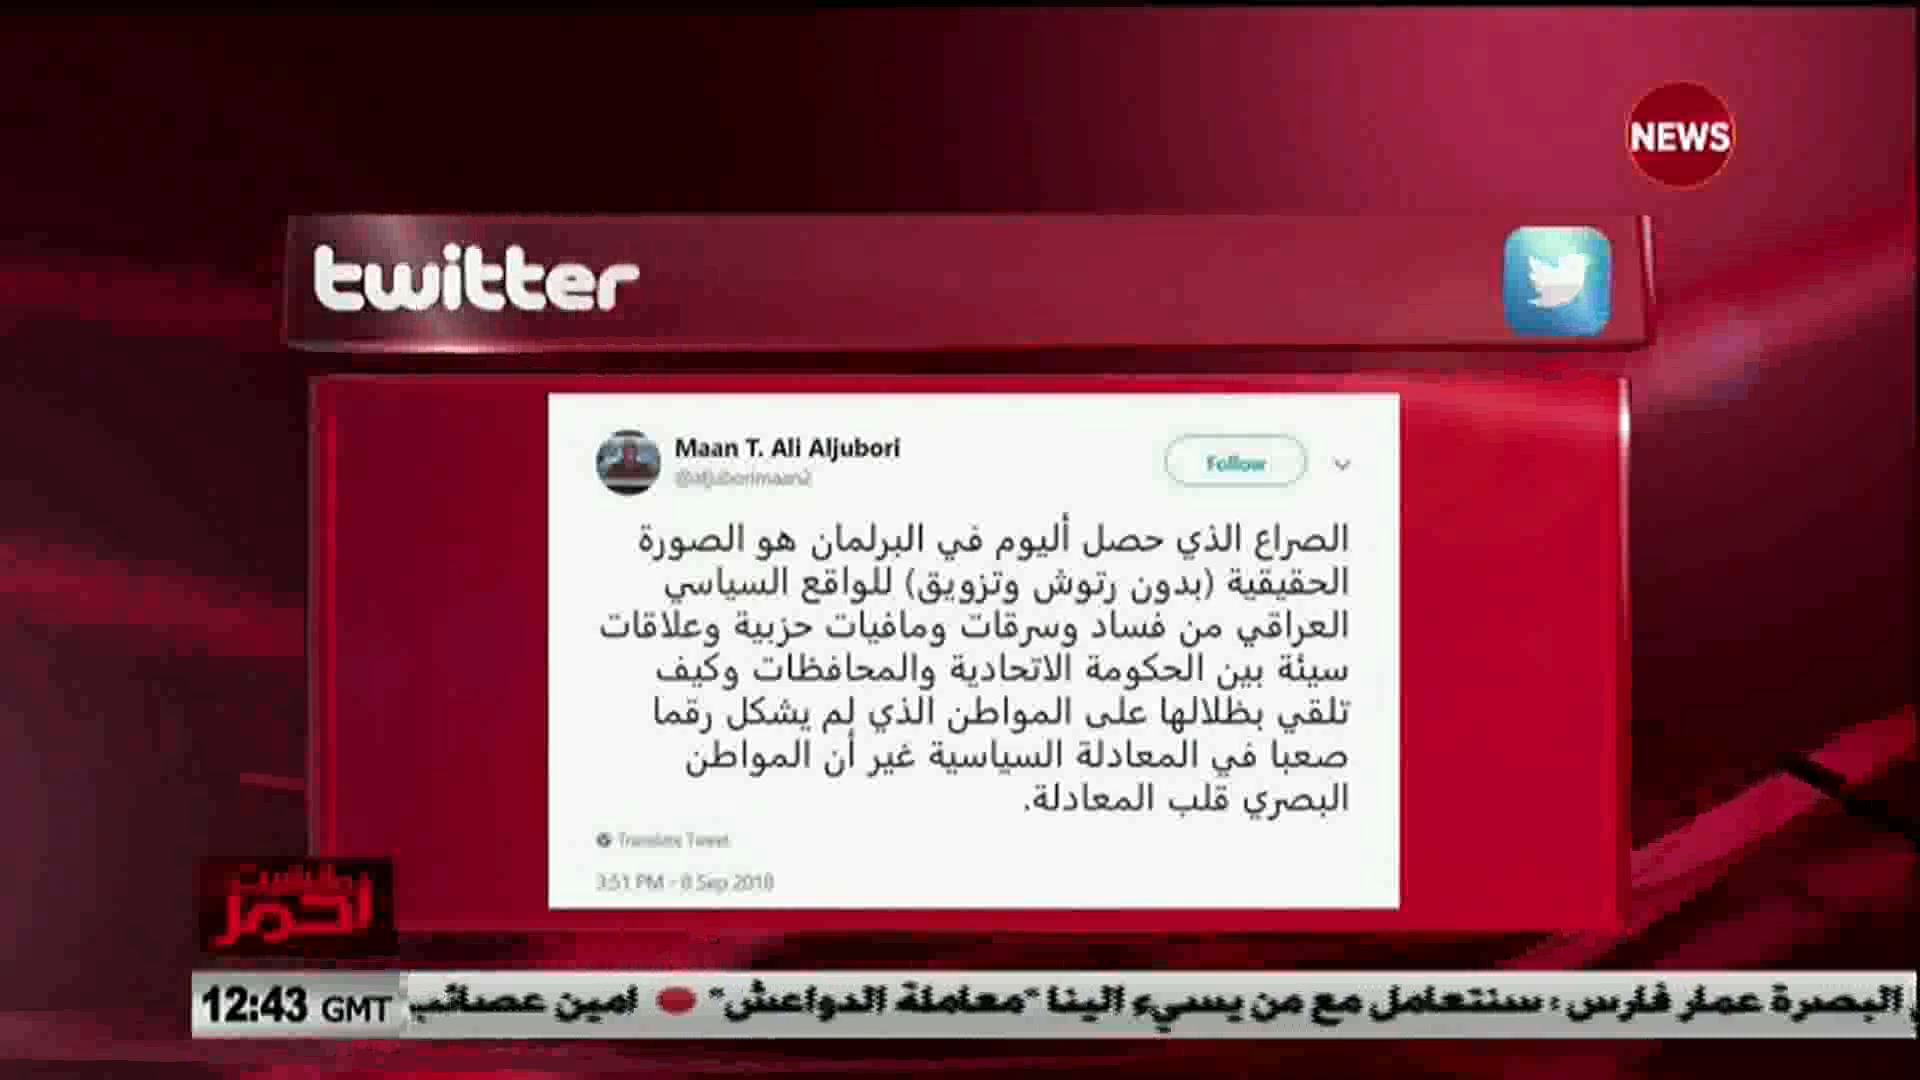 NEWS
twitter
Maan T. Ali Aljubori
@aljuborimaan2
Follow
الصراع الذي حصل أليوم في البرلمان هو الصورة
الحقيقية (بدون رتوش وتزويق) للواقع السياسي
العراقي من فساد وسرقات ومافيات حزبية وعلاقات
سيئة بين الحكومة الاتحادية والمحافظات وكيف
تلقي بظلالها على المواطن الذي لم يشكل رقما
صعبا في المعادلة السياسية غير أن المواطن
البصري قلب المعادلة.
Translate Tweet
3:51 PM - 8 Sep 2018
أحمر
12:43 GMT
البصرة عمار فارس: سنتعامل مع من يسيء الينا "معاملة الدواعش" امين عصائب